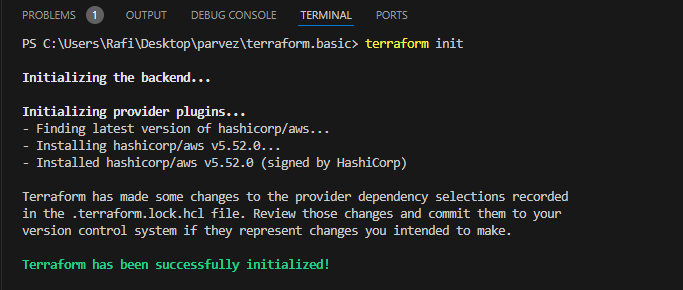 PROBLEMS 1 OUTPUT DEBUG CONSOLE TERMINAL PORTS
PS C:\Users\Rafi\Desktop\parvez\terraform.basic> terraform init
Initializing the backend...
Initializing provider plugins...
- Finding latest version of hashicorp/aws...
- Installing hashicorp/aws v5.52.0...
- Installed hashicorp/aws v5.52.0 (signed by HashiCorp)
Terraform has made some changes to the provider dependency selections recorded
in the .terraform.lock.hcl file. Review those changes and commit them to your
version control system if they represent changes you intended to make.
Terraform has been successfully initialized!